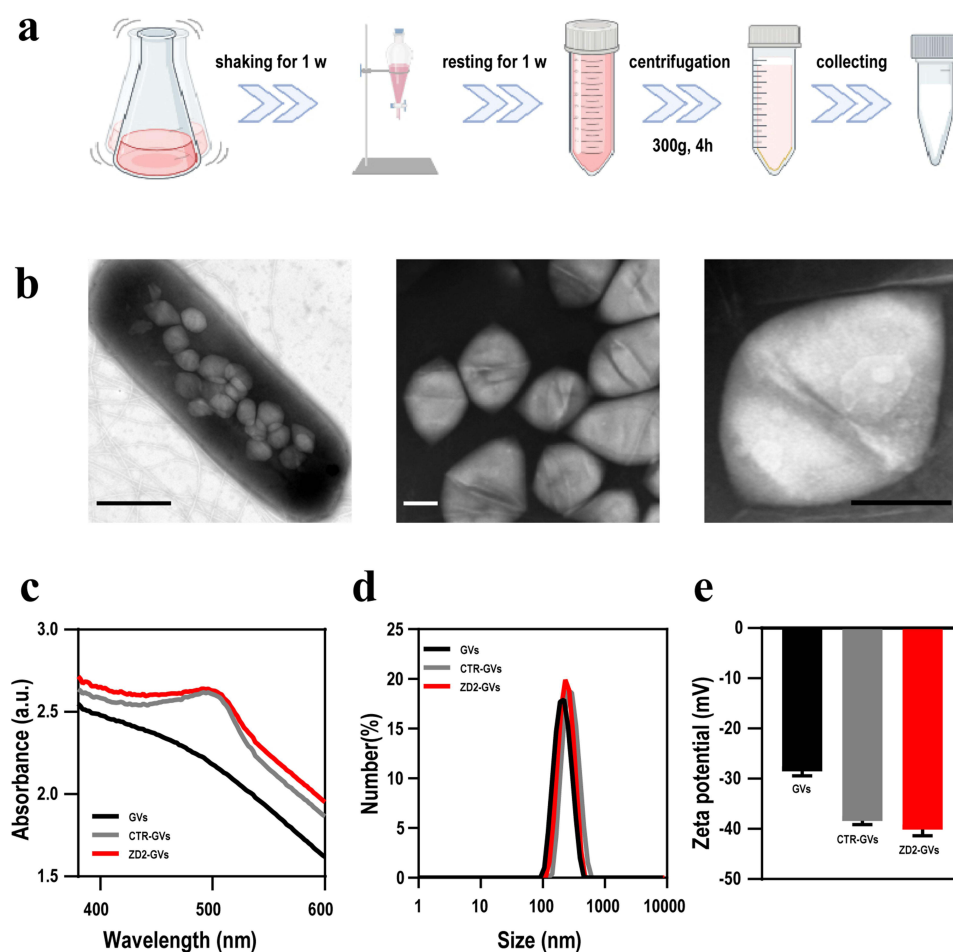 a
shaking for 1 w
resting for 1 w
centrifugation
collecting
300g, 4h
b
c
3.0
2.5
2.0
1.5
Absorbance (a.u.)
GVs
CTR-GVs
ZD2-GVs
400
500
600
Wavelength (nm)
d
25
20
15
10
5
0
Number(%)
GVs
CTR-GVs
ZD2-GVs
1
10
100
1000
10000
Size (nm)
e
0
-10
-20
-30
-40
-50
Zeta potential (mV)
GVs
CTR-GVs
ZD2-GVs